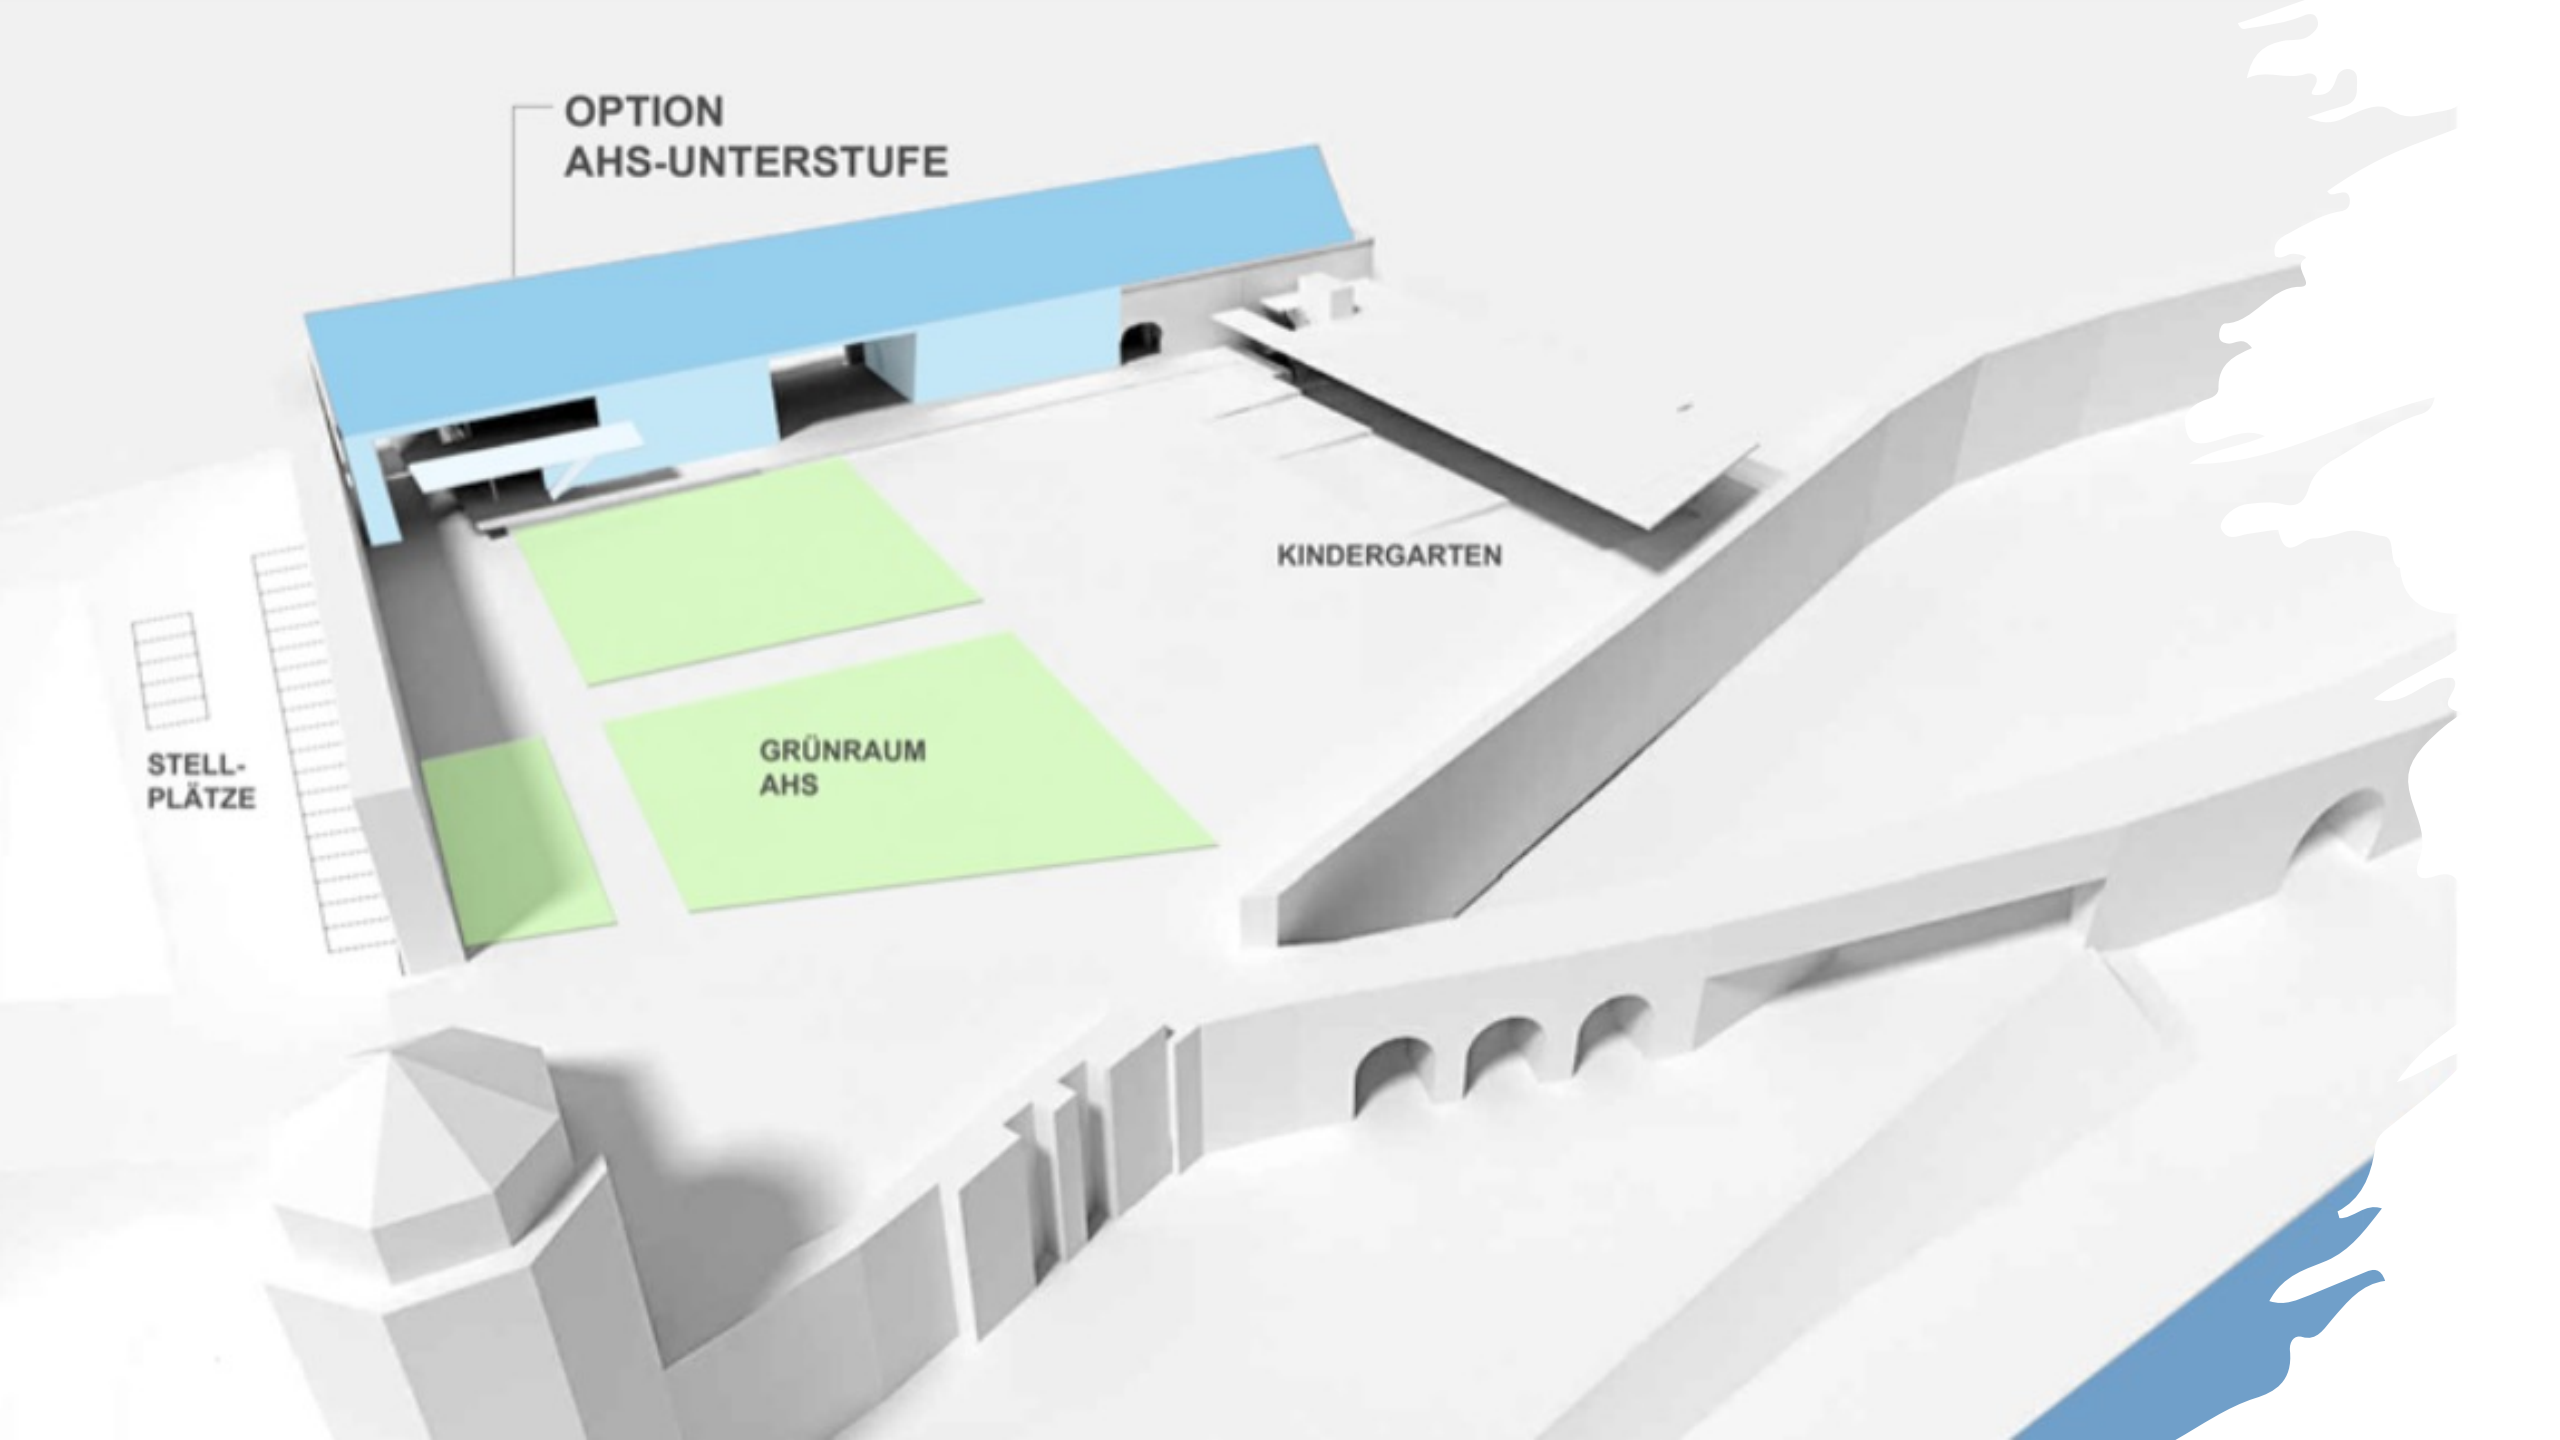 OPTION
AHS-UNTERSTUFE
KINDERGARTEN
GRÜNRAUM
AHS
STELL-
PLÄTZE